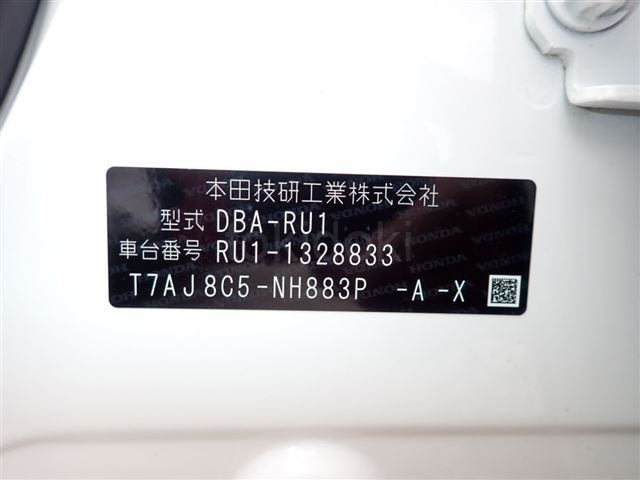 本田技研工業株式会社
型式 DBA-RU1
車台番号 RU1-1328833
T7AJ8C5-NH883P -A-X